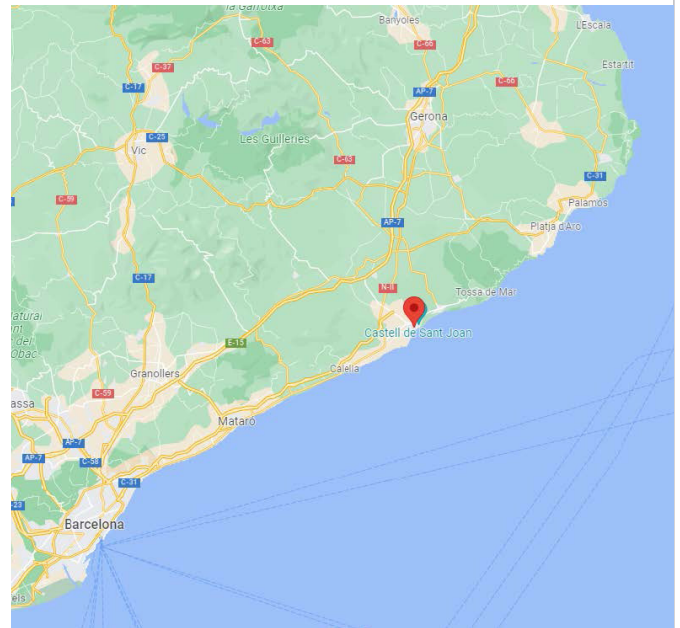 la Garrotxa
Banyoles
L'Escala
C-63
C-66
C-37
Estartit
C-17
AP-7
C-66
Gerona
C-25
Les Guilleries
Vic
C-63
C-31
C-59
Palamós
AP-7
Platja d'Aro
C-17
N-II
Tossa de Mar
Natural
nt
del
Obac.
Castell de Sant Joan
E-15
Calella
Granollers
C-59
assa
Mataró
AP-7
C-58
C-31
-23
Barcelona
els